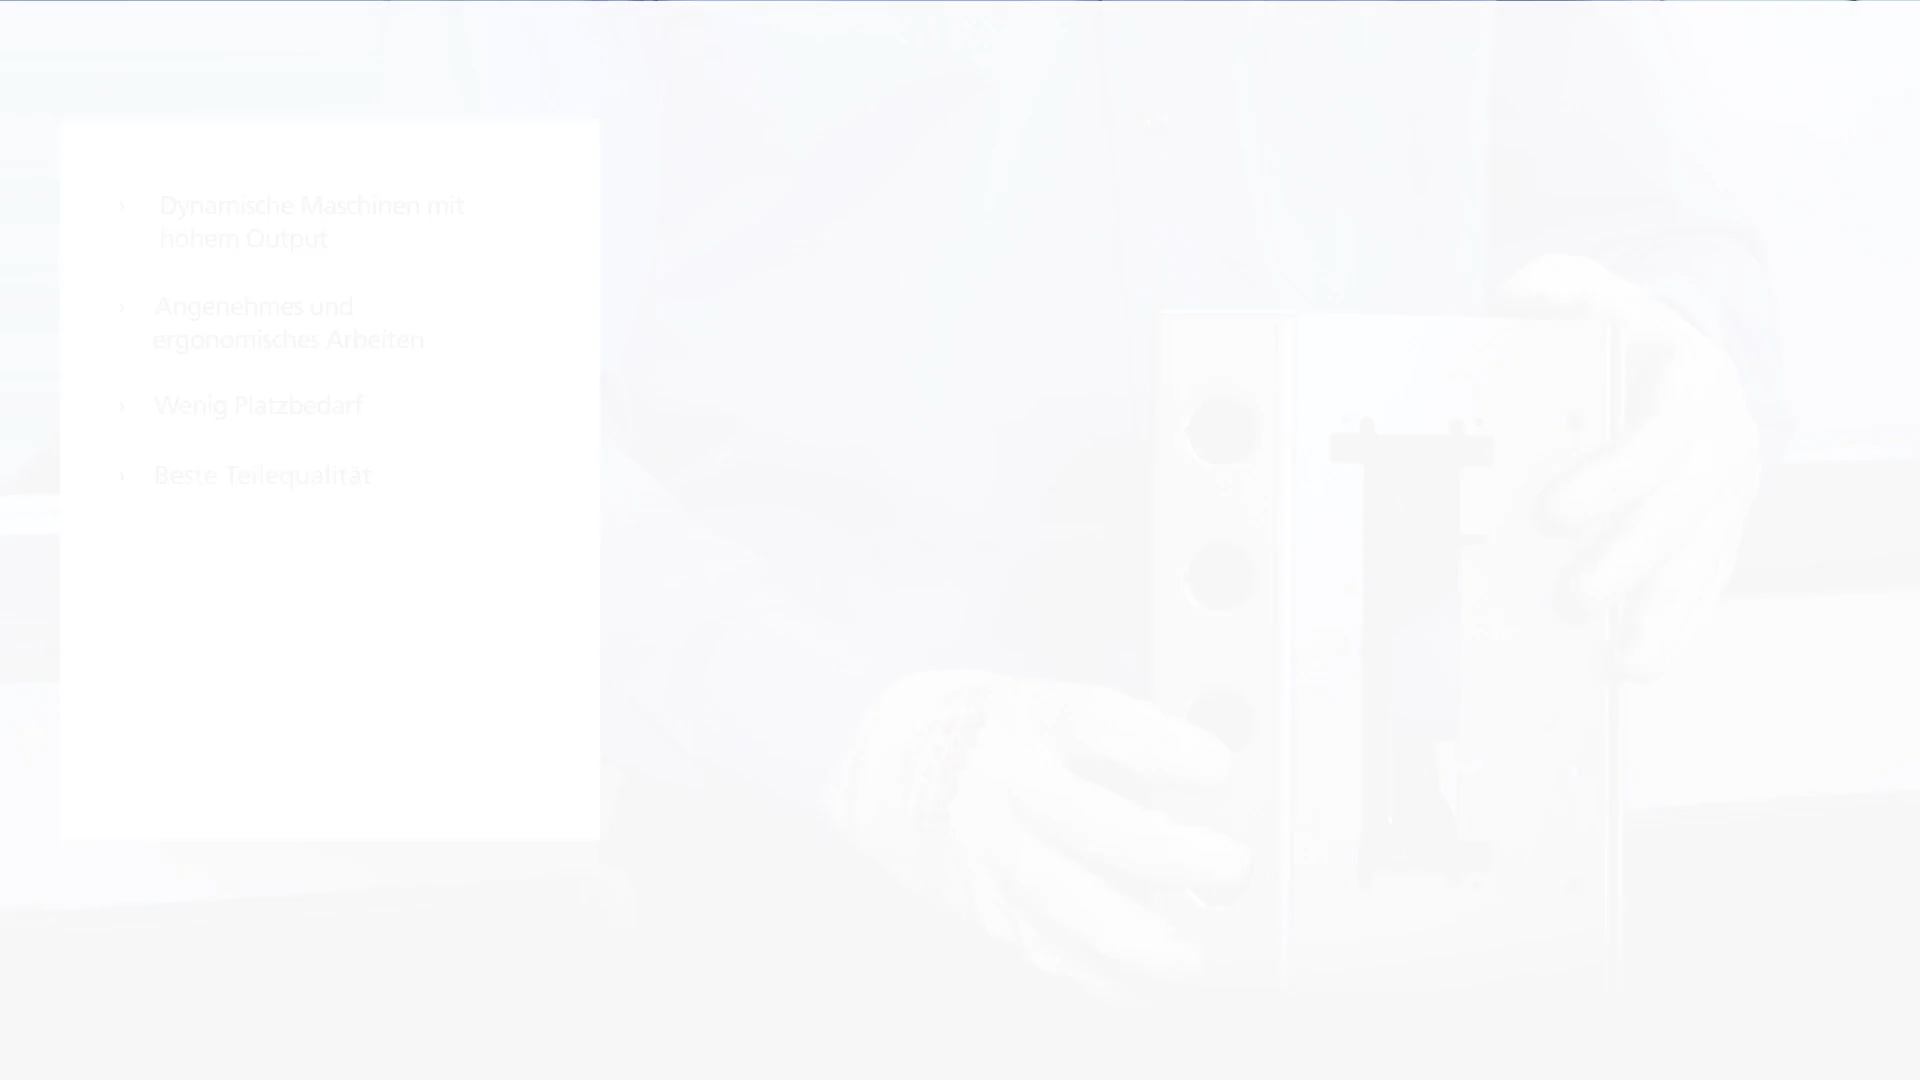 › Dynamische Maschinen mit
hohem Output
› Angenehmes und
ergonomisches Arbeiten
› Wenig Platzbedarf
› Beste Teilequalität